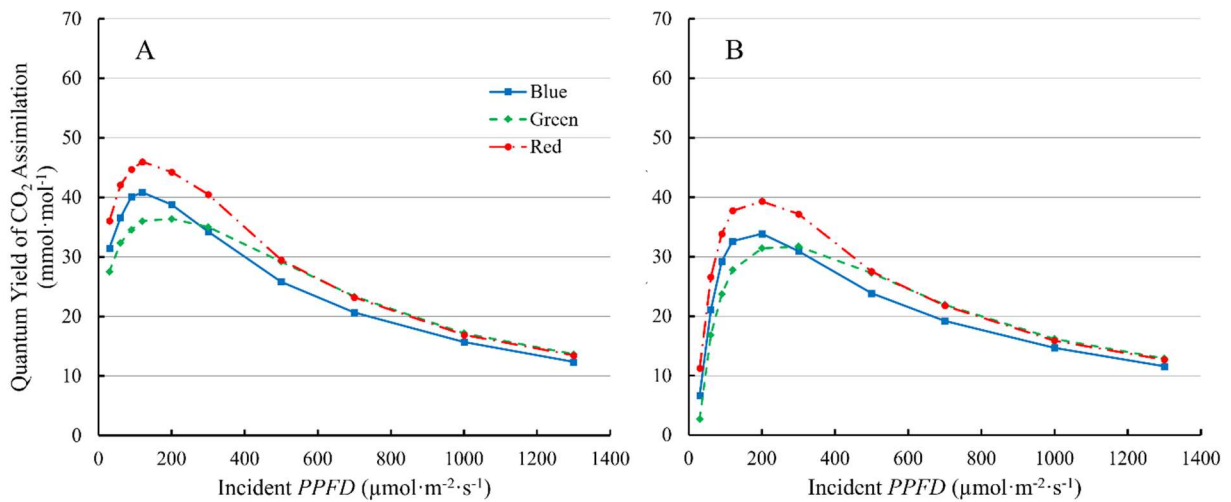 Quantum Yield of CO₂ Assimilation
(mmol·mol⁻¹)
70
60
50
40
30
20
10
0
A
Blue
Green
Red
0 200 400 600 800 1000 1200 1400
Incident PPFD (µmol·m⁻²·s⁻¹)
70
60
50
40
30
20
10
0
B
0 200 400 600 800 1000 1200 1400
Incident PPFD (µmol·m⁻²·s⁻¹)